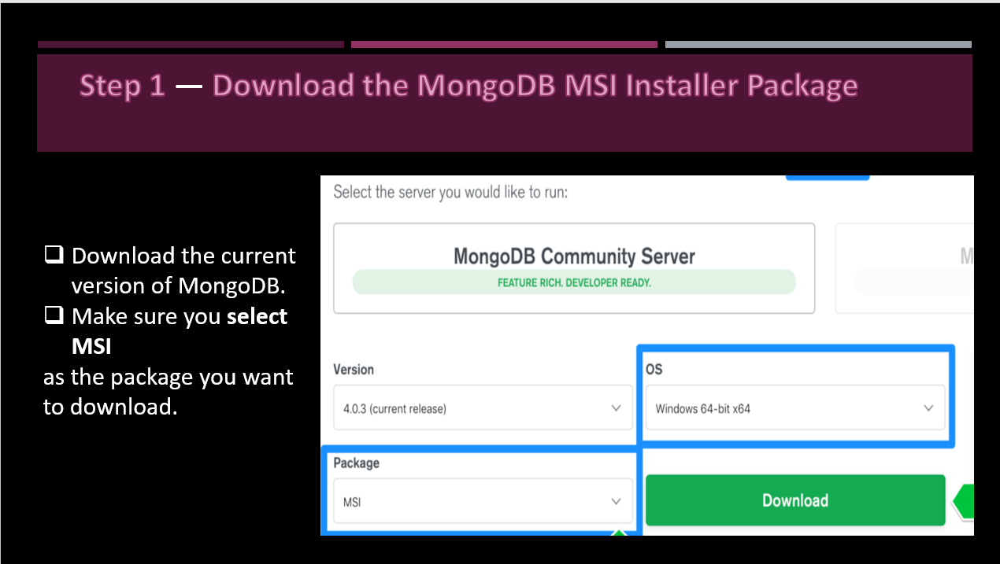 Step 1 — Download the MongoDB MSI Installer Package
❑ Download the current
version of MongoDB.
❑ Make sure you select
MSI
as the package you want
to download.
Select the server you would like to run:
MongoDB Community Server
M
FEATURE RICH. DEVELOPER READY.
Version
OS
4.0.3 (current release)
Windows 64-bit x64
Package
MSI
Download